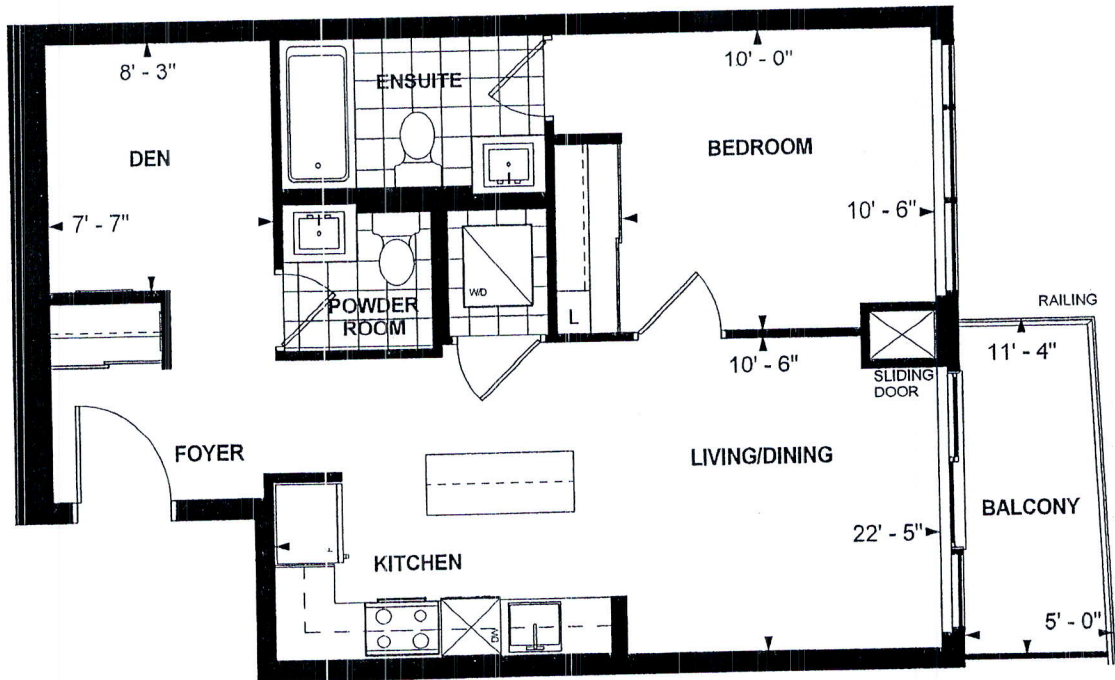 8' - 3"
ENSUITE
10' - 0"
DEN
BEDROOM
7' - 7"
10' - 6"
W/D
POWDER
ROOM
L
RAILING
10' - 6"
11' - 4"
SLIDING
DOOR
FOYER
LIVING/DINING
BALCONY
22' - 5"
F
KITCHEN
DW
5' - 0"